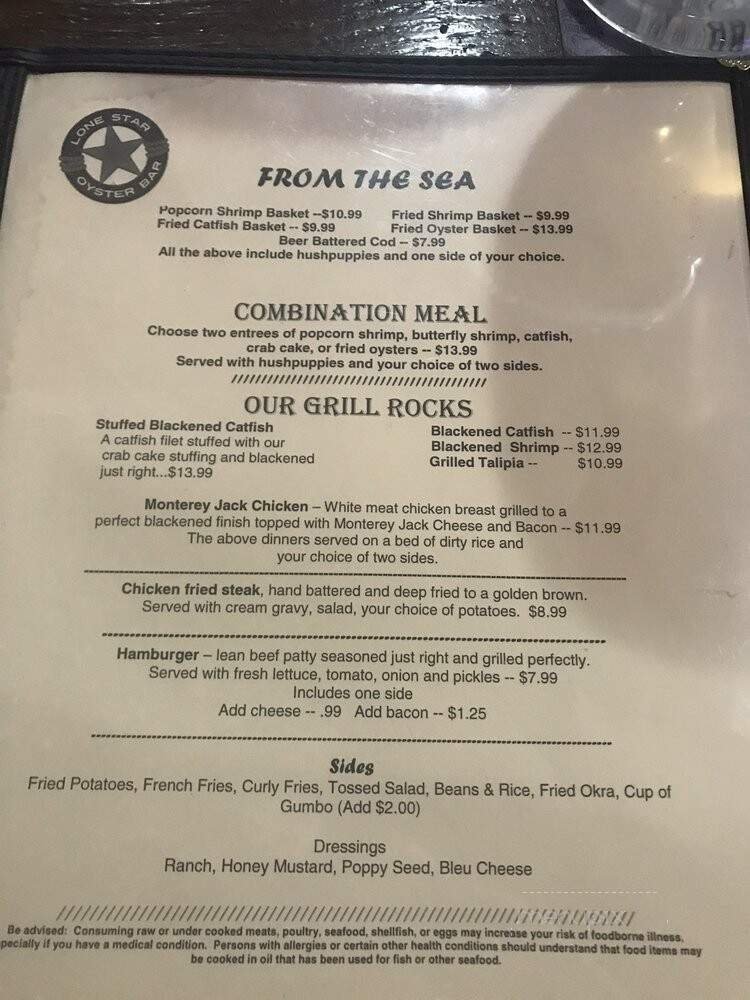 LONE STAR
OYSTER BAR
FROM THE SEA
Popcorn Shrimp Basket --$10.99 Fried Shrimp Basket -- $9.99
Fried Catfish Basket -- $9.99 Fried Oyster Basket -- $13.99
Beer Battered Cod -- $7.99
All the above include hushpuppies and one side of your choice.
COMBINATION MEAL
Choose two entrees of popcorn shrimp, butterfly shrimp, catfish,
crab cake, or fried oysters -- $13.99
Served with hushpuppies and your choice of two sides.
OUR GRILL ROCKS
Stuffed Blackened Catfish
A catfish filet stuffed with our
crab cake stuffing and blackened
just right...$13.99
Blackened Catfish -- $11.99
Blackened Shrimp -- $12.99
Grilled Talipia -- $10.99
Monterey Jack Chicken – White meat chicken breast grilled to a
perfect blackened finish topped with Monterey Jack Cheese and Bacon -- $11.99
The above dinners served on a bed of dirty rice and
your choice of two sides.
Chicken fried steak, hand battered and deep fried to a golden brown.
Served with cream gravy, salad, your choice of potatoes. $8.99
Hamburger – lean beef patty seasoned just right and grilled perfectly.
Served with fresh lettuce, tomato, onion and pickles -- $7.99
Includes one side
Add cheese -- .99 Add bacon -- $1.25
Sides
Fried Potatoes, French Fries, Curly Fries, Tossed Salad, Beans & Rice, Fried Okra, Cup of
Gumbo (Add $2.00)
Dressings
Ranch, Honey Mustard, Poppy Seed, Bleu Cheese
Be advised: Consuming raw or under cooked meats, poultry, seafood, shellfish, or eggs may increase your risk of foodborne illness,
pecially if you have a medical condition. Persons with allergies or certain other health conditions should understand that food items may
be cooked in oil that has been used for fish or other seafood.